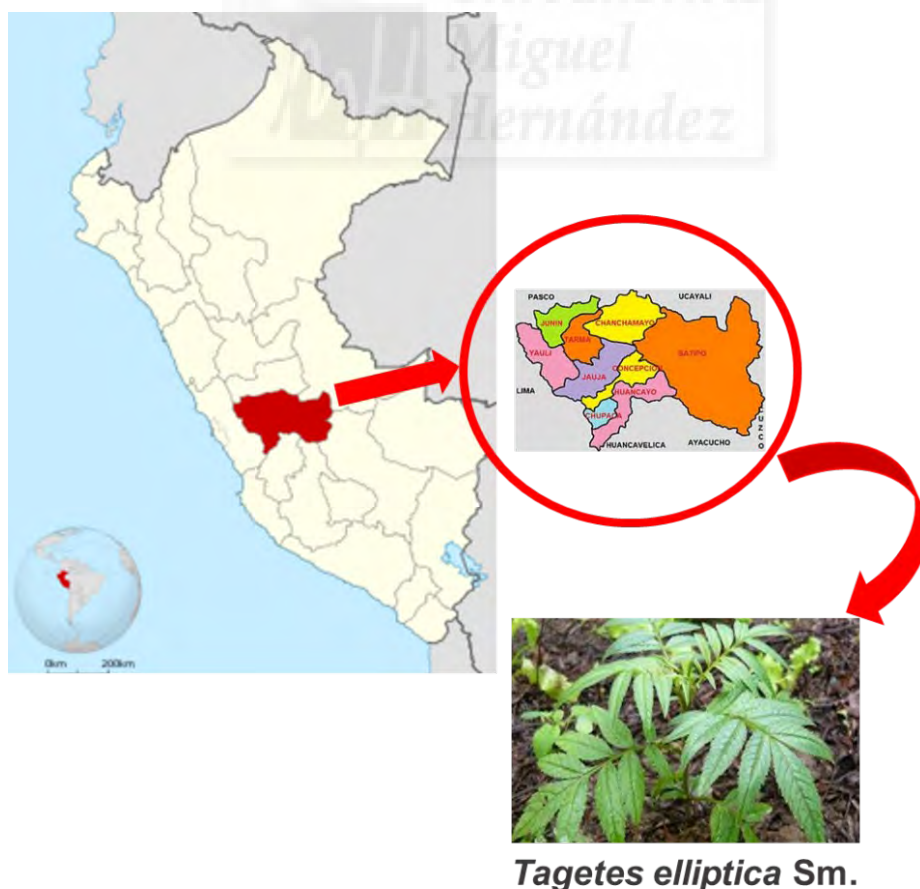 Miguel
Hernández
PASCO
UCAYALI
JUNIN
CHANCHAMAYO
TARMA
YAULI
SATIPO
JAUJA
CONCEPCION
LIMA
HUANCAYO
CHUPACA
CUZCO
HUANCAVELICA
AYACUCHO
0km 200km
Tagetes elliptica Sm.